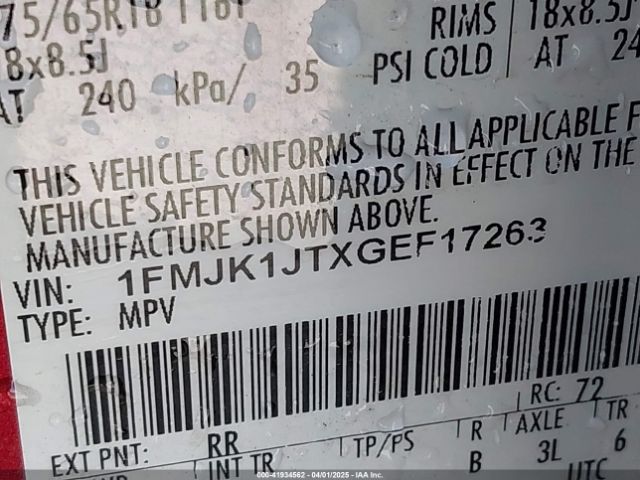 75/65R18 116T
18x8.5J
AT 240 kPa/ 35
RIMS 18x8.5J
PSI COLD AT 24
THIS VEHICLE CONFORMS TO ALL APPLICABLE F
VEHICLE SAFETY STANDARDS IN EFFECT ON THE
MANUFACTURE SHOWN ABOVE.
VIN: 1FMJK1JTXGEF17263
TYPE: MPV
RC: 72
EXT PNT: RR TP/PS R AXLE TR
INT TR B 3L 6
UTC
000-41934562 - 04/01/2025 - IAA Inc.